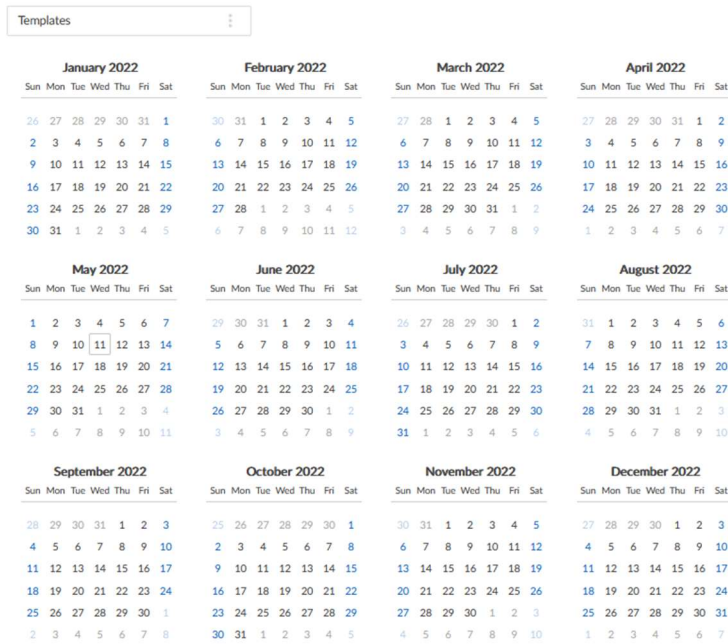 Templates
January 2022 February 2022 March 2022 April 2022
Sun Mon Tue Wed Thu Fri Sat Sun Mon Tue Wed Thu Fri Sat Sun Mon Tue Wed Thu Fri Sat Sun Mon Tue Wed Thu Fri Sat
26 27 28 29 30 31 1 30 31 1 2 3 4 5 27 28 1 2 3 4 5 27 28 29 30 31 1 2
2 3 4 5 6 7 8 6 7 8 9 10 11 12 6 7 8 9 10 11 12 3 4 5 6 7 8 9
9 10 11 12 13 14 15 13 14 15 16 17 18 19 13 14 15 16 17 18 19 10 11 12 13 14 15 16
16 17 18 19 20 21 22 20 21 22 23 24 25 26 20 21 22 23 24 25 26 17 18 19 20 21 22 23
23 24 25 26 27 28 29 27 28 1 2 3 4 5 27 28 29 30 31 1 2 24 25 26 27 28 29 30
30 31 1 2 3 4 5 6 7 8 9 10 11 12 3 4 5 6 7 8 9 1 2 3 4 5 6 7
May 2022 June 2022 July 2022 August 2022
Sun Mon Tue Wed Thu Fri Sat Sun Mon Tue Wed Thu Fri Sat Sun Mon Tue Wed Thu Fri Sat Sun Mon Tue Wed Thu Fri Sat
1 2 3 4 5 6 7 29 30 31 1 2 3 4 26 27 28 29 30 1 2 31 1 2 3 4 5 6
8 9 10 11 12 13 14 5 6 7 8 9 10 11 3 4 5 6 7 8 9 7 8 9 10 11 12 13
15 16 17 18 19 20 21 12 13 14 15 16 17 18 10 11 12 13 14 15 16 14 15 16 17 18 19 20
22 23 24 25 26 27 28 19 20 21 22 23 24 25 17 18 19 20 21 22 23 21 22 23 24 25 26 27
29 30 31 1 2 3 4 26 27 28 29 30 1 2 24 25 26 27 28 29 30 28 29 30 31 1 2 3
5 6 7 8 9 10 11 3 4 5 6 7 8 9 31 1 2 3 4 5 6 4 5 6 7 8 9 10
September 2022 October 2022 November 2022 December 2022
Sun Mon Tue Wed Thu Fri Sat Sun Mon Tue Wed Thu Fri Sat Sun Mon Tue Wed Thu Fri Sat Sun Mon Tue Wed Thu Fri Sat
28 29 30 31 1 2 3 25 26 27 28 29 30 1 30 31 1 2 3 4 5 27 28 29 30 1 2 3
4 5 6 7 8 9 10 2 3 4 5 6 7 8 6 7 8 9 10 11 12 4 5 6 7 8 9 10
11 12 13 14 15 16 17 9 10 11 12 13 14 15 13 14 15 16 17 18 19 11 12 13 14 15 16 17
18 19 20 21 22 23 24 16 17 18 19 20 21 22 20 21 22 23 24 25 26 18 19 20 21 22 23 24
25 26 27 28 29 30 1 23 24 25 26 27 28 29 27 28 29 30 1 2 3 25 26 27 28 29 30 31
2 3 4 5 6 7 8 30 31 1 2 3 4 5 4 5 6 7 8 9 10 1 2 3 4 5 6 7